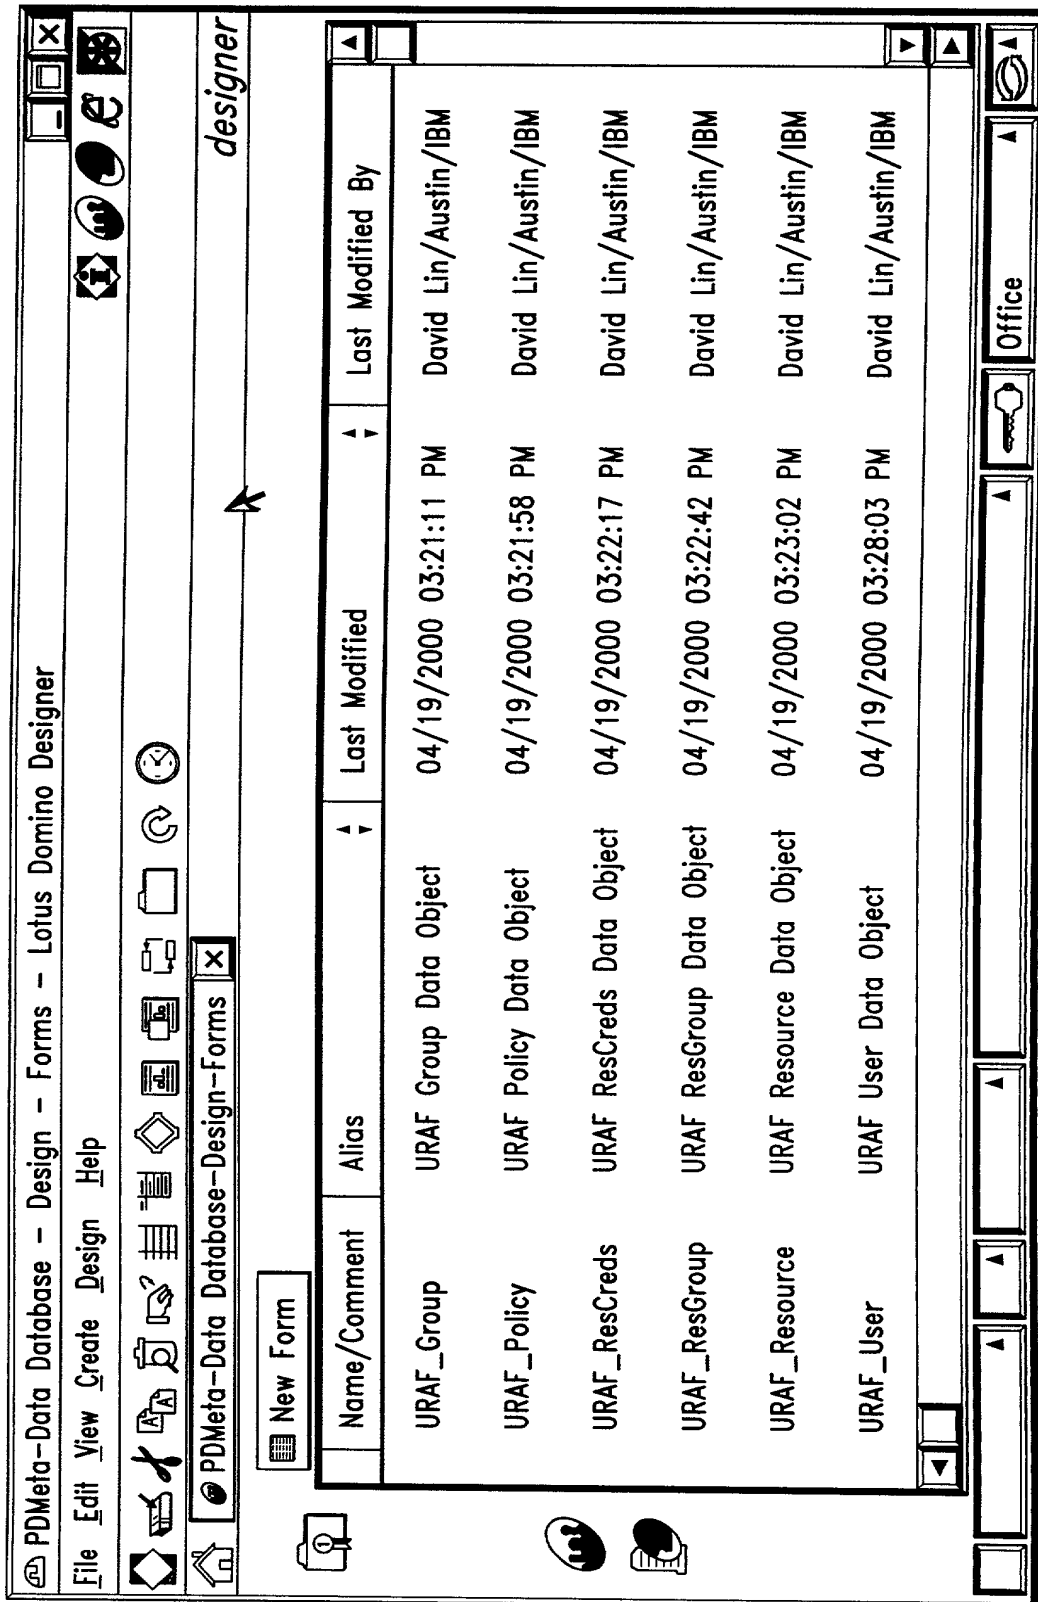 PDMeta-Data Database - Design - Forms - Lotus Domino Designer
File Edit View Create Design Help
PDMeta-Data Database-Design-Forms
designer
New Form
Name/Comment Alias Last Modified Last Modified By
URAF_Group URAF Group Data Object 04/19/2000 03:21:11 PM David Lin/Austin/IBM
URAF_Policy URAF Policy Data Object 04/19/2000 03:21:58 PM David Lin/Austin/IBM
URAF_ResCreds URAF ResCreds Data Object 04/19/2000 03:22:17 PM David Lin/Austin/IBM
URAF_ResGroup URAF ResGroup Data Object 04/19/2000 03:22:42 PM David Lin/Austin/IBM
URAF_Resource URAF Resource Data Object 04/19/2000 03:23:02 PM David Lin/Austin/IBM
URAF_User URAF User Data Object 04/19/2000 03:28:03 PM David Lin/Austin/IBM
Office